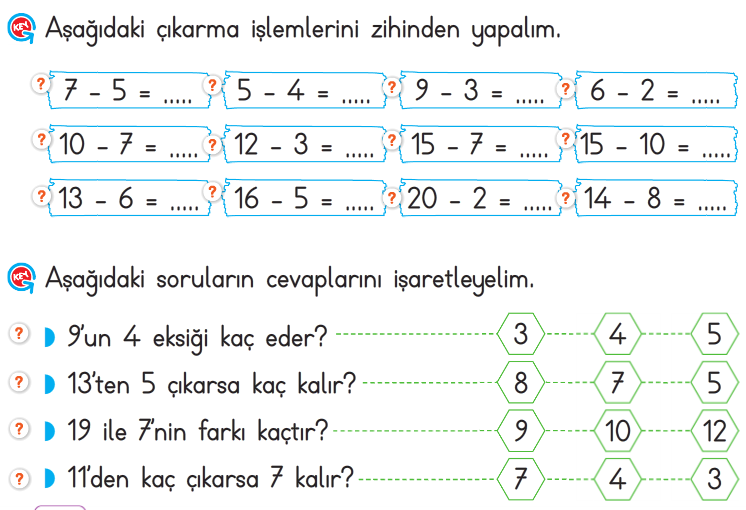 KEY Aşağıdaki çıkarma işlemlerini zihinden yapalım.
? 7 - 5 = ..... ? 5 - 4 = ..... ? 9 - 3 = ..... ? 6 - 2 = .....
? 10 - 7 = ..... ? 12 - 3 = ..... ? 15 - 7 = ..... ? 15 - 10 = .....
? 13 - 6 = ..... ? 16 - 5 = ..... ? 20 - 2 = ..... ? 14 - 8 = .....
KEY Aşağıdaki soruların cevaplarını işaretleyelim.
? 9'un 4 eksiği kaç eder? 3 4 5
? 13'ten 5 çıkarsa kaç kalır? 8 7 5
? 19 ile 7'nin farkı kaçtır? 9 10 12
? 11'den kaç çıkarsa 7 kalır? 7 4 3